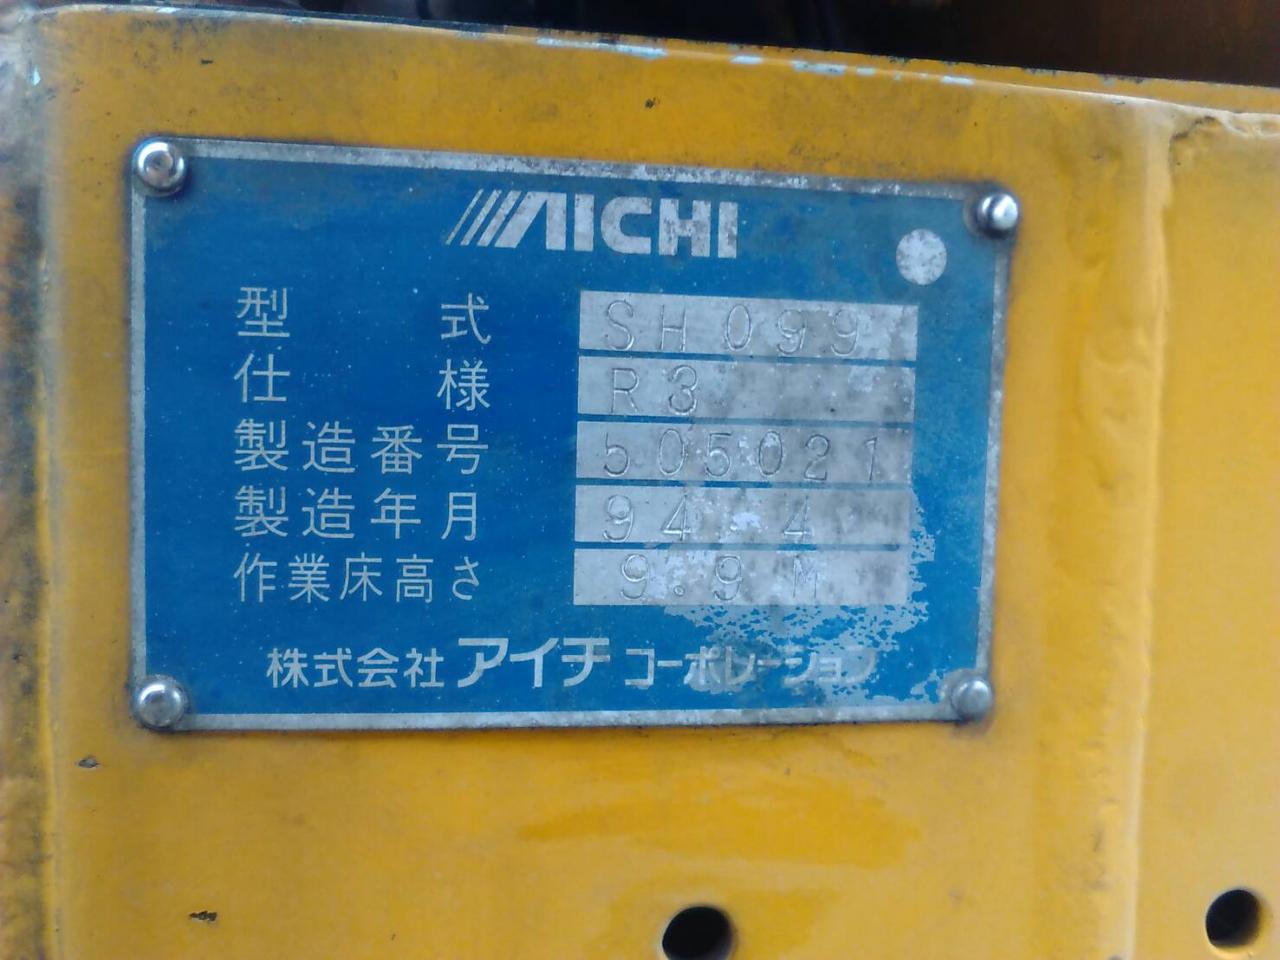 AICHI
型式 SH099
仕様 R3
製造番号 505021
製造年月 94-4
作業床高さ 9.9M
株式会社アイチコーポレーション